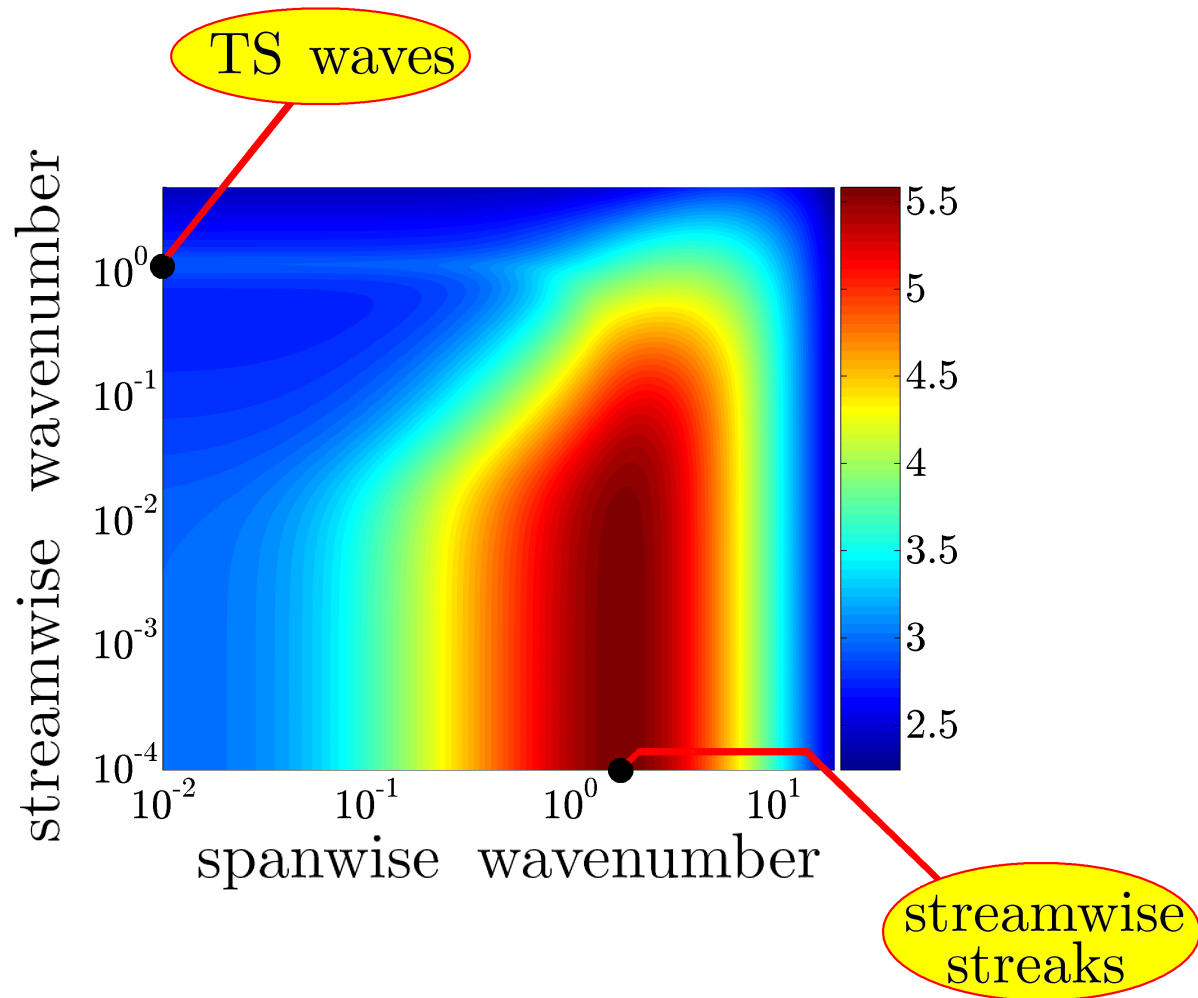 TS waves
streamwise wavenumber
10^0
10^-1
10^-2
10^-3
10^-4
10^-2 10^-1 10^0 10^1
spanwise wavenumber
5.5
5
4.5
4
3.5
3
2.5
streamwise
streaks